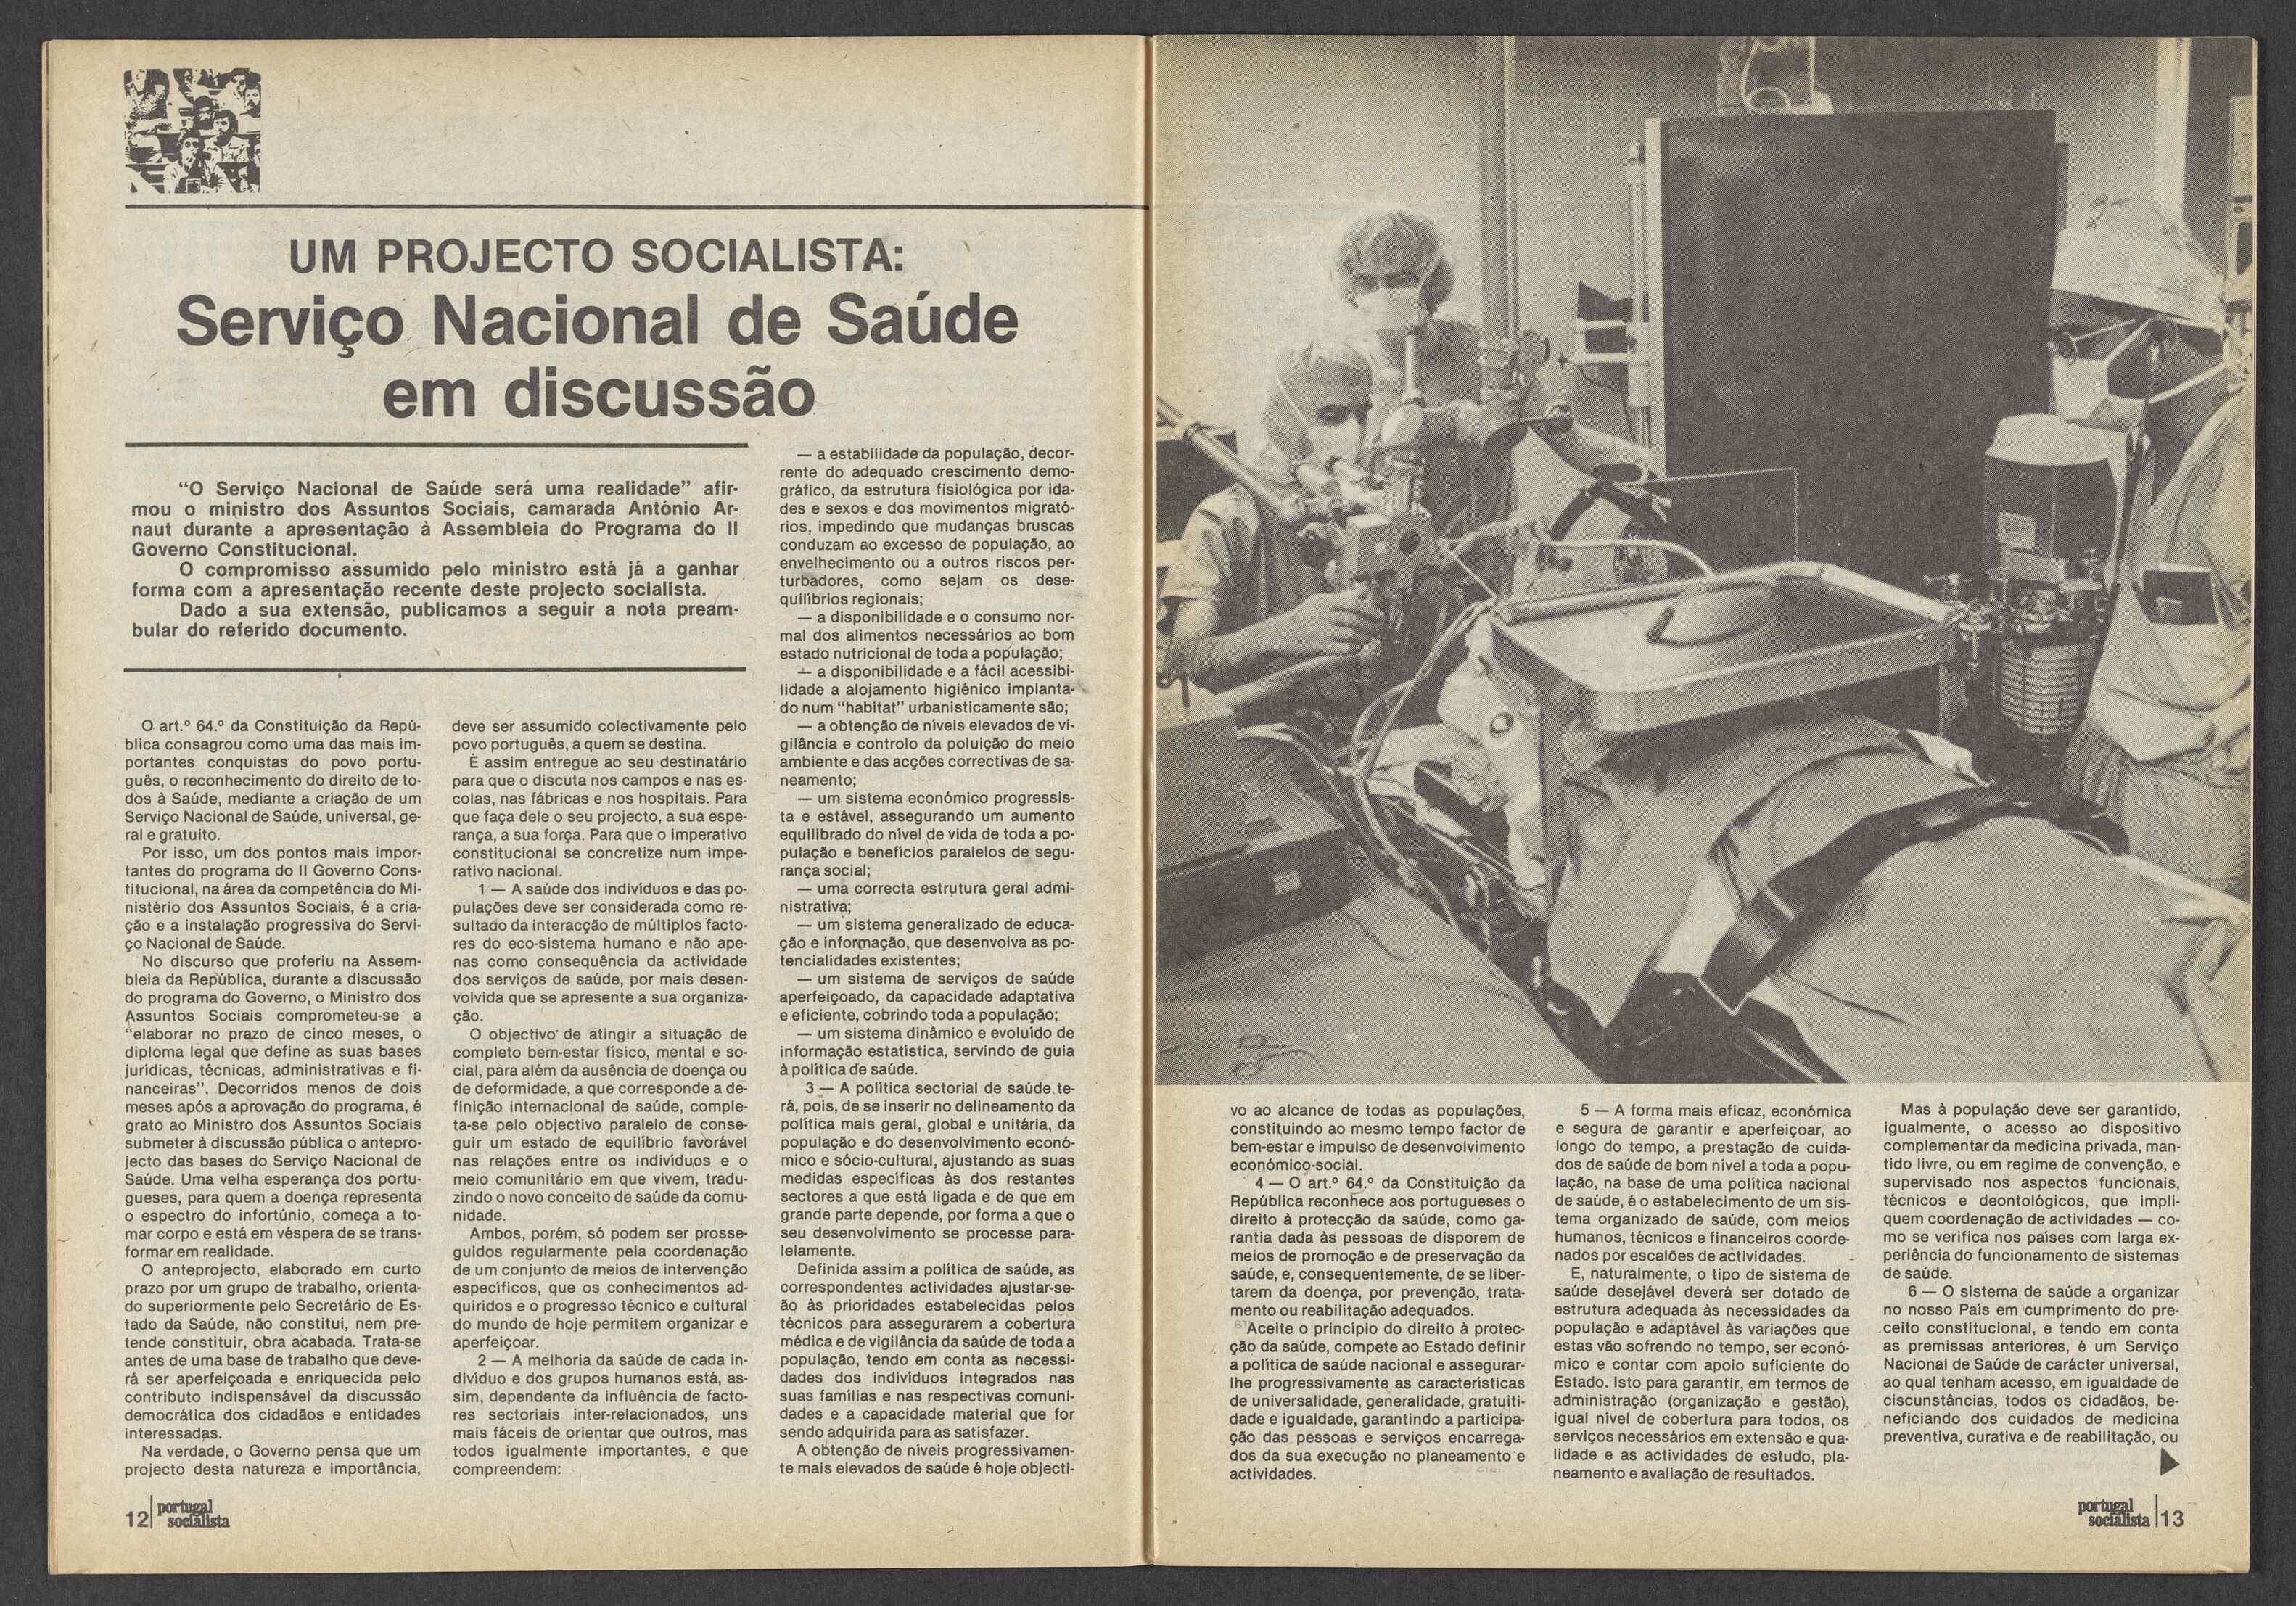 UM PROJECTO SOCIALISTA:
Serviço Nacional de Saúde
em discussão
"O Serviço Nacional de Saúde será uma realidade" afir-
mou o ministro dos Assuntos Sociais, camarada António Ar-
naut durante a apresentação à Assembleia do Programa do II
Governo Constitucional.
O compromisso assumido pelo ministro está já a ganhar
forma com a apresentação recente deste projecto socialista.
Dado a sua extensão, publicamos a seguir a nota pream-
bular do referido documento.
O art.º 64.º da Constituição da Repú-
blica consagrou como uma das mais im-
portantes conquistas do povo portu-
guês, o reconhecimento do direito de to-
dos à Saúde, mediante a criação de um
Serviço Nacional de Saúde, universal, ge-
ral e gratuito.
Por isso, um dos pontos mais impor-
tantes do programa do II Governo Cons-
titucional, na área da competência do Mi-
nistério dos Assuntos Sociais, é a cria-
ção e a instalação progressiva do Servi-
ço Nacional de Saúde.
No discurso que proferiu na Assem-
bleia da República, durante a discussão
do programa do Governo, o Ministro dos
Assuntos Sociais comprometeu-se a
"elaborar no prazo de cinco meses, o
diploma legal que define as suas bases
jurídicas, técnicas, administrativas e fi-
nanceiras". Decorridos menos de dois
meses após a aprovação do programa, é
grato ao Ministro dos Assuntos Sociais
submeter à discussão pública o antepro-
jecto das bases do Serviço Nacional de
Saúde. Uma velha esperança dos portu-
gueses, para quem a doença representa
o espectro do infortúnio, começa a to-
mar corpo e está em véspera de se trans-
formar em realidade.
O anteprojecto, elaborado em curto
prazo por um grupo de trabalho, orienta-
do superiormente pelo Secretário de Es-
tado da Saúde, não constitui, nem pre-
tende constituir, obra acabada. Trata-se
antes de uma base de trabalho que deve-
rá ser aperfeiçoada e enriquecida pelo
contributo indispensável da discussão
democrática dos cidadãos e entidades
interessadas.
Na verdade, o Governo pensa que um
projecto desta natureza e importância,
deve ser assumido colectivamente pelo
povo português, a quem se destina.
É assim entregue ao seu destinatário
para que o discuta nos campos e nas es-
colas, nas fábricas e nos hospitais. Para
que faça dele o seu projecto, a sua espe-
rança, a sua força. Para que o imperativo
constitucional se concretize num impe-
rativo nacional.
1 — A saúde dos indivíduos e das po-
pulações deve ser considerada como re-
sultado da interacção de múltiplos facto-
res do eco-sistema humano e não ape-
nas como consequência da actividade
dos serviços de saúde, por mais desen-
volvida que se apresente a sua organiza-
ção.
O objectivo de atingir a situação de
completo bem-estar físico, mental e so-
cial, para além da ausência de doença ou
de deformidade, a que corresponde a de-
finição internacional de saúde, comple-
ta-se pelo objectivo paralelo de conse-
guir um estado de equilíbrio favorável
nas relações entre os indivíduos e o
meio comunitário em que vivem, tradu-
zindo o novo conceito de saúde da comu-
nidade.
Ambos, porém, só podem ser prosse-
guidos regularmente pela coordenação
de um conjunto de meios de intervenção
específicos, que os conhecimentos ad-
quiridos e o progresso técnico e cultural
do mundo de hoje permitem organizar e
aperfeiçoar.
2 — A melhoria da saúde de cada in-
divíduo e dos grupos humanos está, as-
sim, dependente da influência de facto-
res sectoriais inter-relacionados, uns
mais fáceis de orientar que outros, mas
todos igualmente importantes, e que
compreendem:
— a estabilidade da população, decor-
rente do adequado crescimento demo-
gráfico, da estrutura fisiológica por ida-
des e sexos e dos movimentos migrató-
rios, impedindo que mudanças bruscas
conduzam ao excesso de população, ao
envelhecimento ou a outros riscos per-
turbadores, como sejam os dese-
quilíbrios regionais;
— a disponibilidade e o consumo nor-
mal dos alimentos necessários ao bom
estado nutricional de toda a população;
— a disponibilidade e a fácil acessibi-
lidade a alojamento higiénico implanta-
do num "habitat" urbanisticamente são;
— a obtenção de níveis elevados de vi-
gilância e controlo da poluição do meio
ambiente e das acções correctivas de sa-
neamento;
— um sistema económico progressis-
ta e estável, assegurando um aumento
equilibrado do nível de vida de toda a po-
pulação e benefícios paralelos de segu-
rança social;
— uma correcta estrutura geral admi-
nistrativa;
— um sistema generalizado de educa-
ção e informação, que desenvolva as po-
tencialidades existentes;
— um sistema de serviços de saúde
aperfeiçoado, da capacidade adaptativa
e eficiente, cobrindo toda a população;
— um sistema dinâmico e evoluído de
informação estatística, servindo de guia
à política de saúde.
3 — A política sectorial de saúde te-
rá, pois, de se inserir no delineamento da
política mais geral, global e unitária, da
população e do desenvolvimento econó-
mico e sócio-cultural, ajustando as suas
medidas específicas às dos restantes
sectores a que está ligada e de que em
grande parte depende, por forma a que o
seu desenvolvimento se processe para-
lelamente.
Definida assim a política de saúde, as
correspondentes actividades ajustar-se-
ão às prioridades estabelecidas pelos
técnicos para assegurarem a cobertura
médica e de vigilância da saúde de toda a
população, tendo em conta as necessi-
dades dos indivíduos integrados nas
suas famílias e nas respectivas comuni-
dades e a capacidade material que for
sendo adquirida para as satisfazer.
A obtenção de níveis progressivamen-
te mais elevados de saúde é hoje objecti-
12 portugal
socialista
vo ao alcance de todas as populações,
constituindo ao mesmo tempo factor de
bem-estar e impulso de desenvolvimento
económico-social.
4 — O art.º 64.º da Constituição da
República reconhece aos portugueses o
direito à protecção da saúde, como ga-
rantia dada às pessoas de disporem de
meios de promoção e de preservação da
saúde, e, consequentemente, de se liber-
tarem da doença, por prevenção, trata-
mento ou reabilitação adequados.
Aceite o princípio do direito à protec-
ção da saúde, compete ao Estado definir
a política de saúde nacional e assegurar-
lhe progressivamente as características
de universalidade, generalidade, gratuiti-
dade e igualdade, garantindo a participa-
ção das pessoas e serviços encarrega-
dos da sua execução no planeamento e
actividades.
5 — A forma mais eficaz, económica
e segura de garantir e aperfeiçoar, ao
longo do tempo, a prestação de cuida-
dos de saúde de bom nível a toda a popu-
lação, na base de uma política nacional
de saúde, é o estabelecimento de um sis-
tema organizado de saúde, com meios
humanos, técnicos e financeiros coorde-
nados por escalões de actividades.
E, naturalmente, o tipo de sistema de
saúde desejável deverá ser dotado de
estrutura adequada às necessidades da
população e adaptável às variações que
estas vão sofrendo no tempo, ser econó-
mico e contar com apoio suficiente do
Estado. Isto para garantir, em termos de
administração (organização e gestão),
igual nível de cobertura para todos, os
serviços necessários em extensão e qua-
lidade e as actividades de estudo, pla-
neamento e avaliação de resultados.
Mas à população deve ser garantido,
igualmente, o acesso ao dispositivo
complementar da medicina privada, man-
tido livre, ou em regime de convenção, e
supervisado nos aspectos funcionais,
técnicos e deontológicos, que impli-
quem coordenação de actividades — co-
mo se verifica nos países com larga ex-
periência do funcionamento de sistemas
de saúde.
6 — O sistema de saúde a organizar
no nosso País em cumprimento do pre-
ceito constitucional, e tendo em conta
as premissas anteriores, é um Serviço
Nacional de Saúde de carácter universal,
ao qual tenham acesso, em igualdade de
ciscunstâncias, todos os cidadãos, be-
neficiando dos cuidados de medicina
preventiva, curativa e de reabilitação, ou
portugal
socialista 13